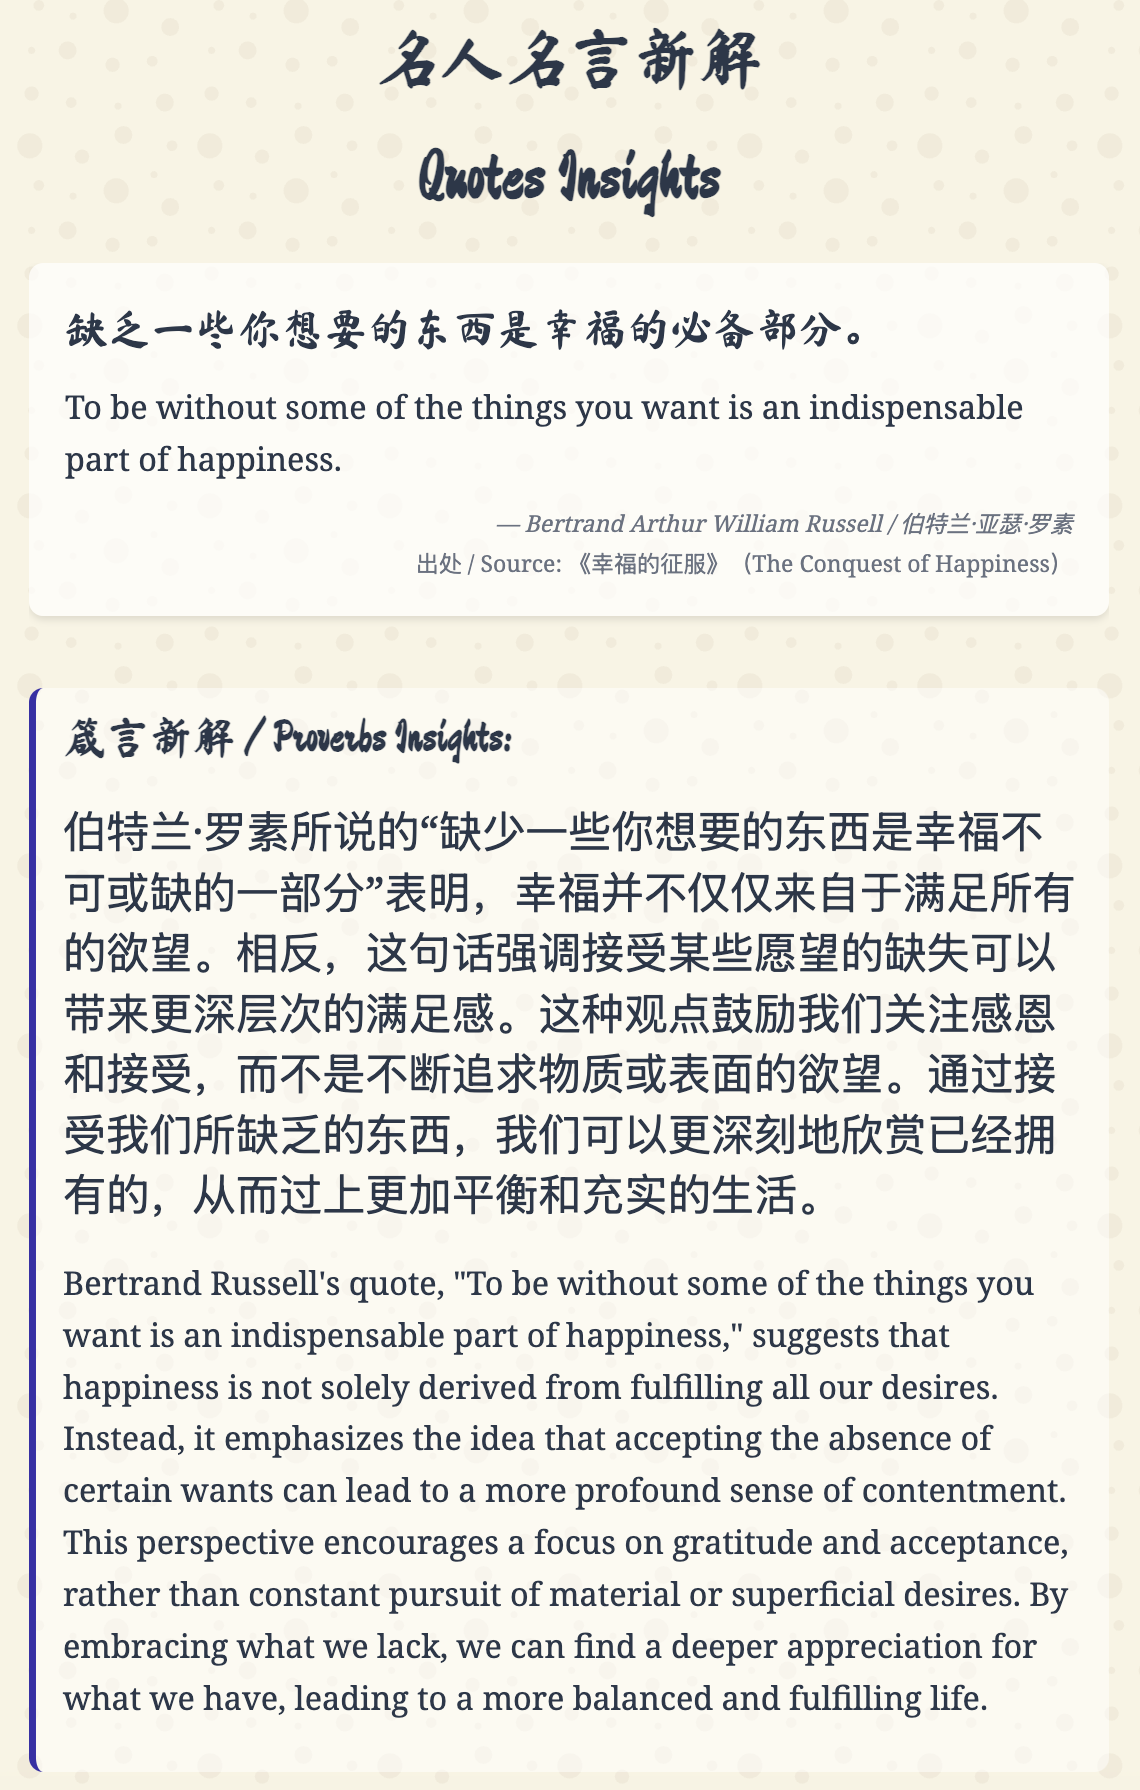 名人名言新解
Quotes Insights
缺乏一些你想要的东西是幸福的必备部分。
To be without some of the things you want is an indispensable
part of happiness.
— Bertrand Arthur William Russell / 伯特兰·亚瑟·罗素
出处 / Source: 《幸福的征服》（The Conquest of Happiness）
箴言新解 / Proverbs Insights:
伯特兰·罗素所说的“缺少一些你想要的东西是幸福不
可或缺的一部分”表明，幸福并不仅仅来自于满足所有
的欲望。相反，这句话强调接受某些愿望的缺失可以
带来更深层次的满足感。这种观点鼓励我们关注感恩
和接受，而不是不断追求物质或表面的欲望。通过接
受我们所缺乏的东西，我们可以更深刻地欣赏已经拥
有的，从而过上更加平衡和充实的生活。
Bertrand Russell's quote, "To be without some of the things you
want is an indispensable part of happiness," suggests that
happiness is not solely derived from fulfilling all our desires.
Instead, it emphasizes the idea that accepting the absence of
certain wants can lead to a more profound sense of contentment.
This perspective encourages a focus on gratitude and acceptance,
rather than constant pursuit of material or superficial desires. By
embracing what we lack, we can find a deeper appreciation for
what we have, leading to a more balanced and fulfilling life.